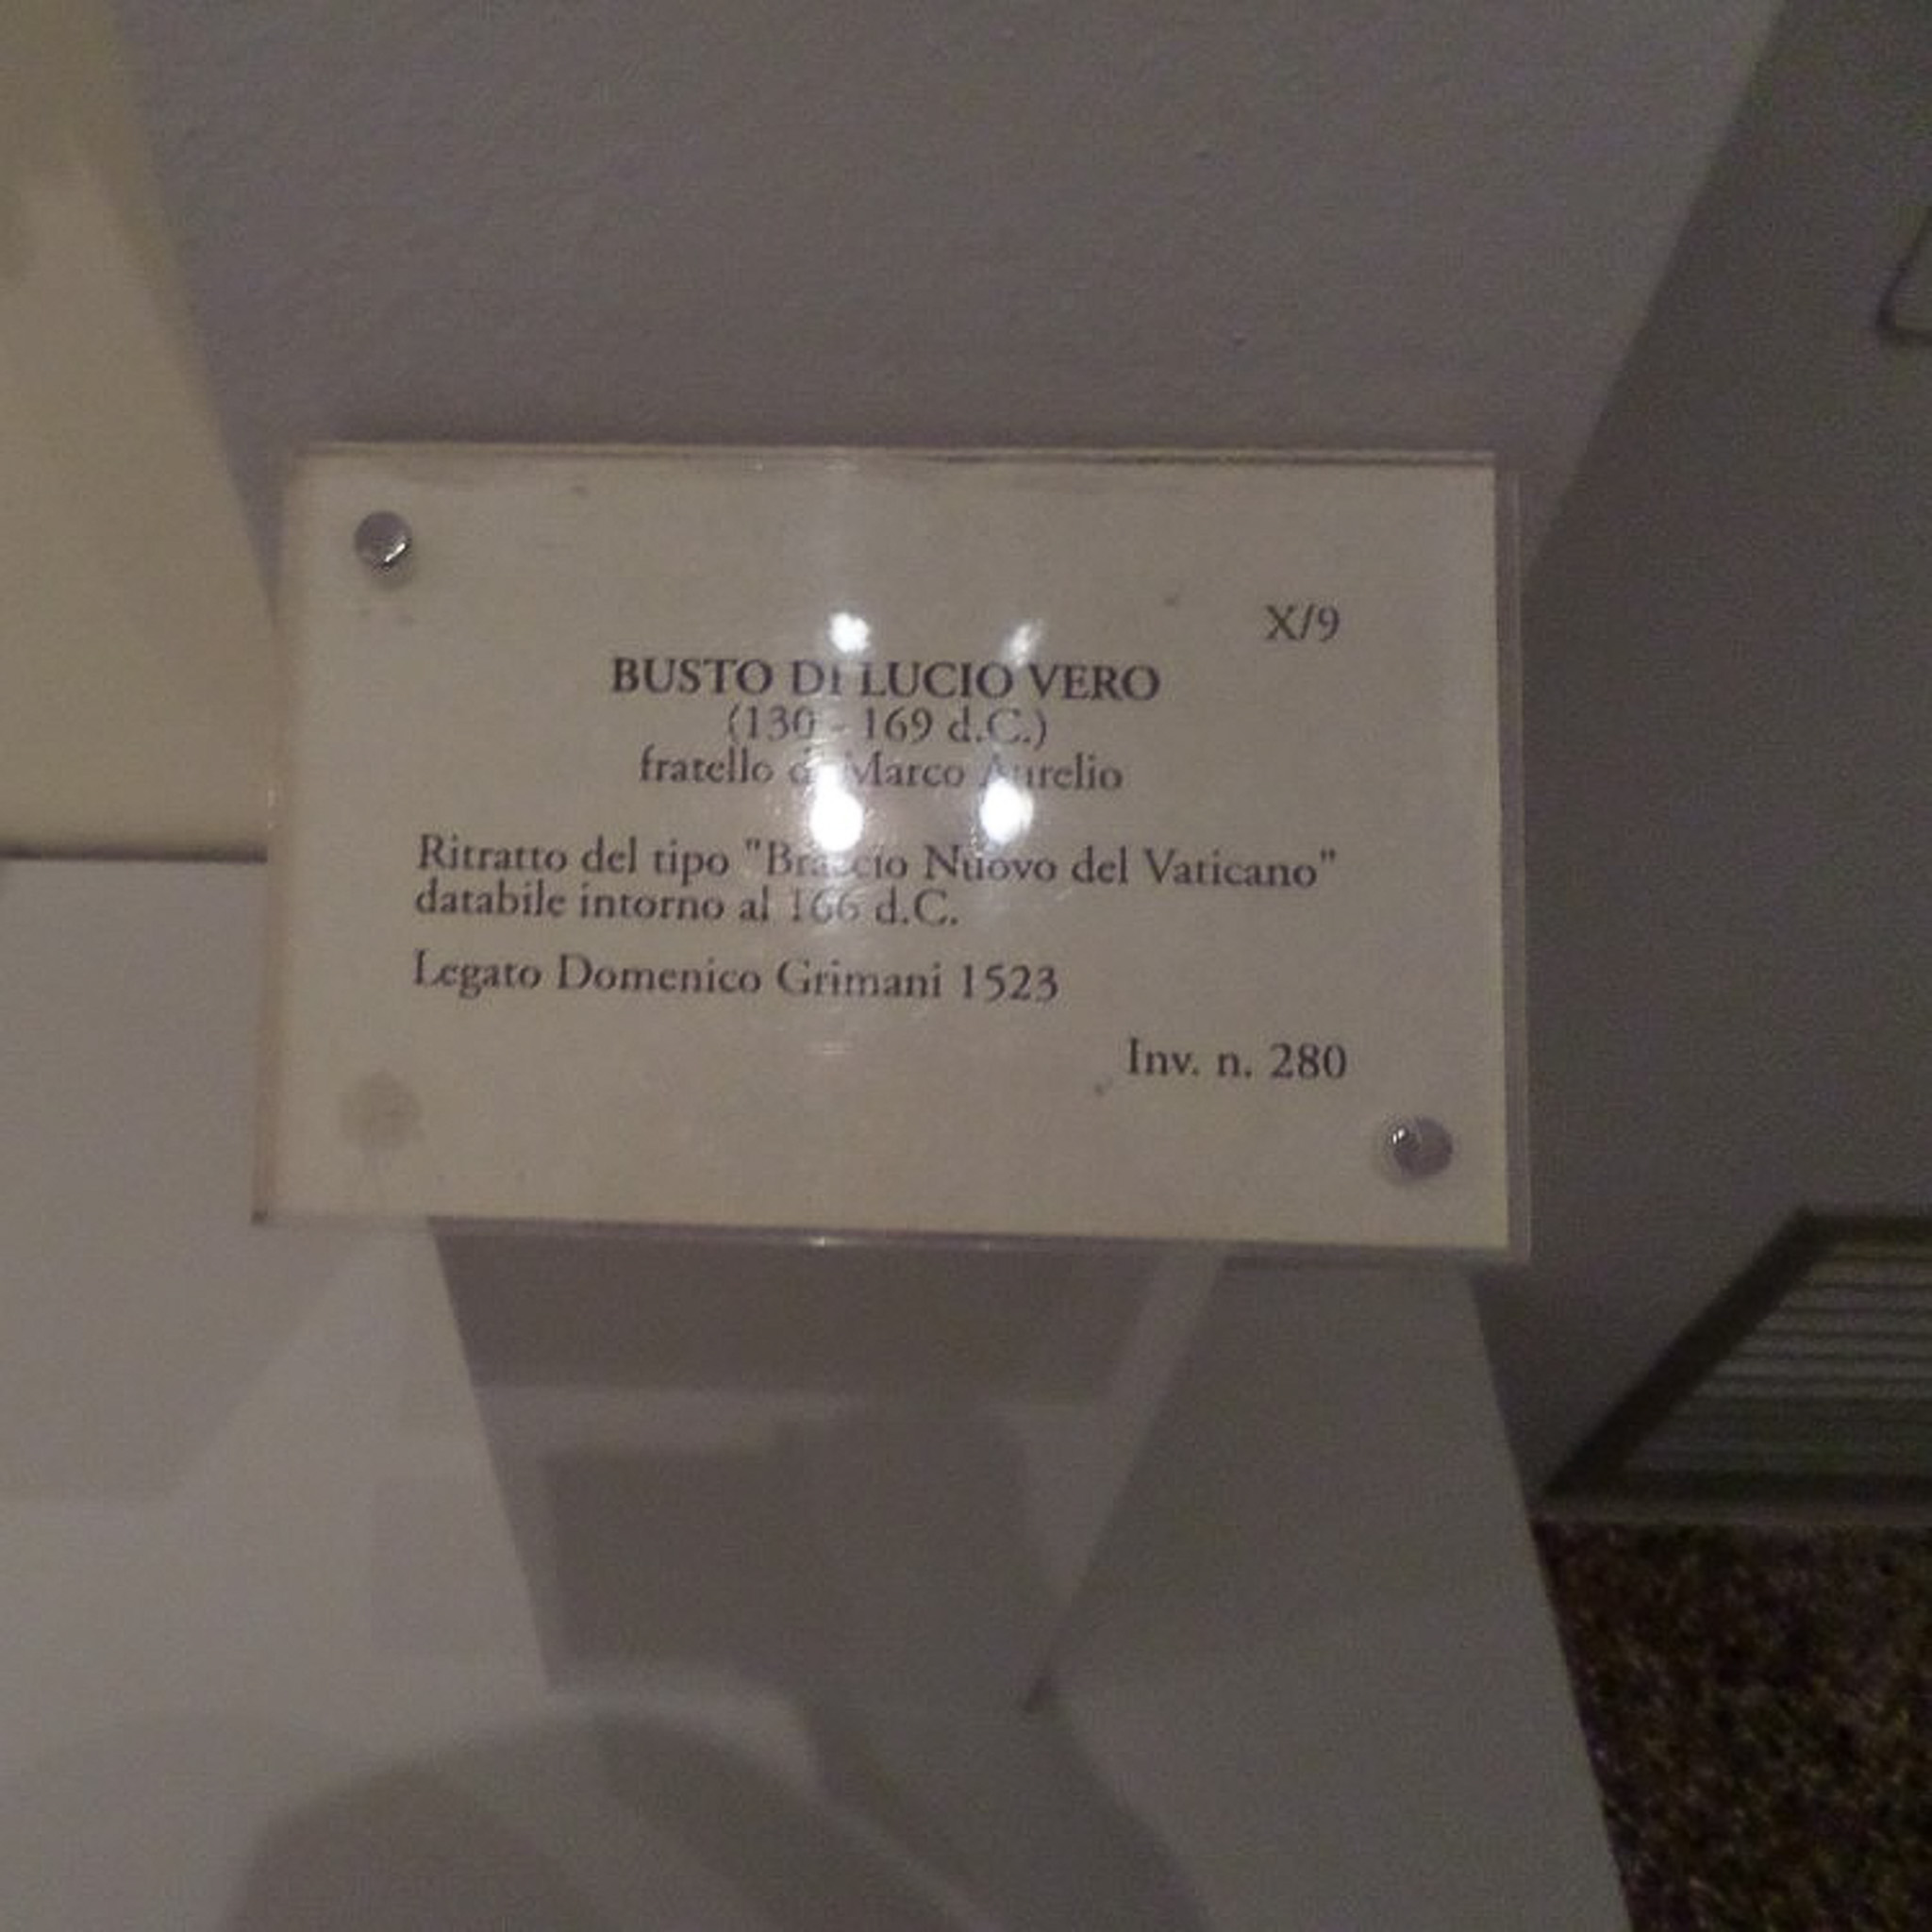 X/9
BUSTO DI LUCIO VERO
(130 - 169 d.C.)
fratello di Marco Aurelio
Ritratto del tipo "Braccio Nuovo del Vaticano"
databile intorno al 166 d.C.
Legato Domenico Grimani 1523
Inv. n. 280